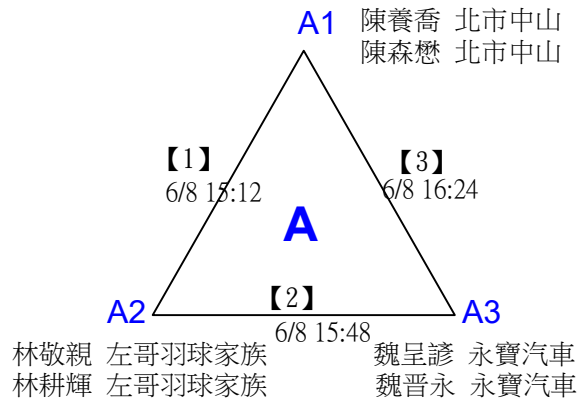 A1 陳養喬 北市中山
陳森懋 北市中山
【1】
6/8 15:12
【3】
6/8 16:24
A
【2】
6/8 15:48
A2
A3
林敬親 左哥羽球家族
林耕輝 左哥羽球家族
魏呈諺 永寶汽車
魏晋永 永寶汽車